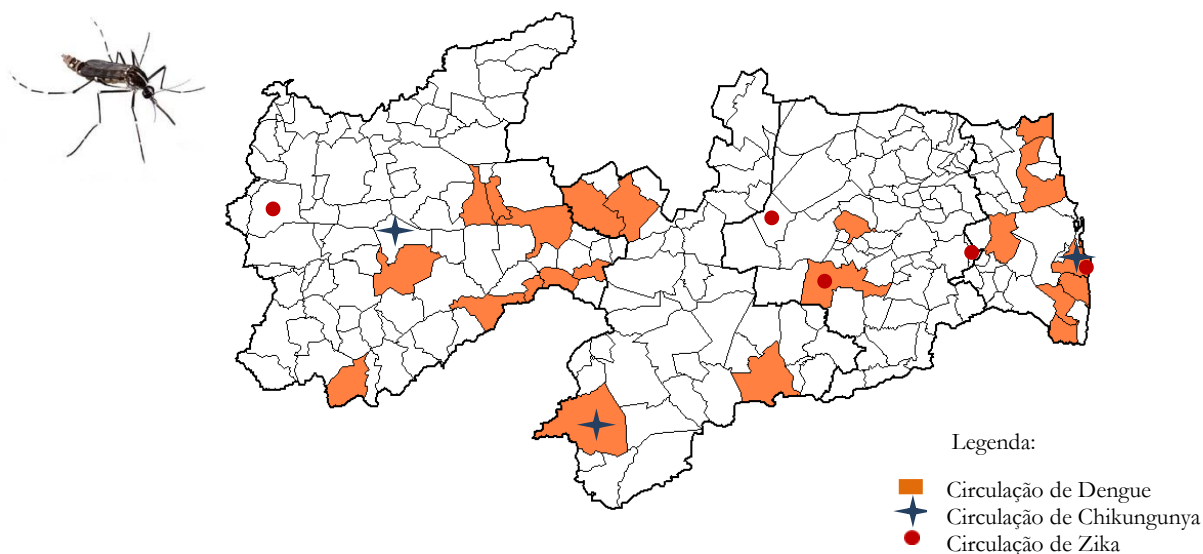 Legenda:
Circulação de Dengue
Circulação de Chikungunya
Circulação de Zika